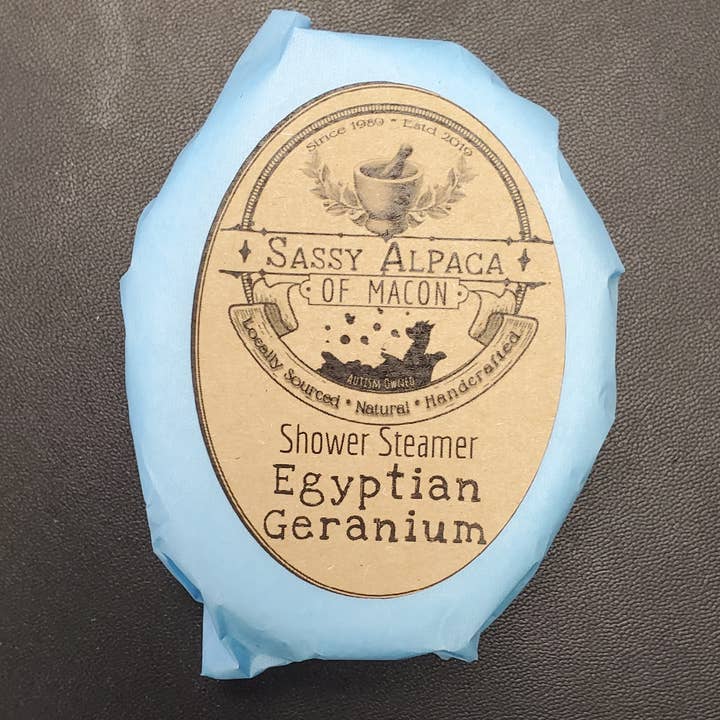 Since 1989 * Estd 2019
SASSY ALPACA
OF MACON
AUTISM OWNED
Locally Sourced * Natural * Handcrafted
Shower Steamer
Egyptian
Geranium